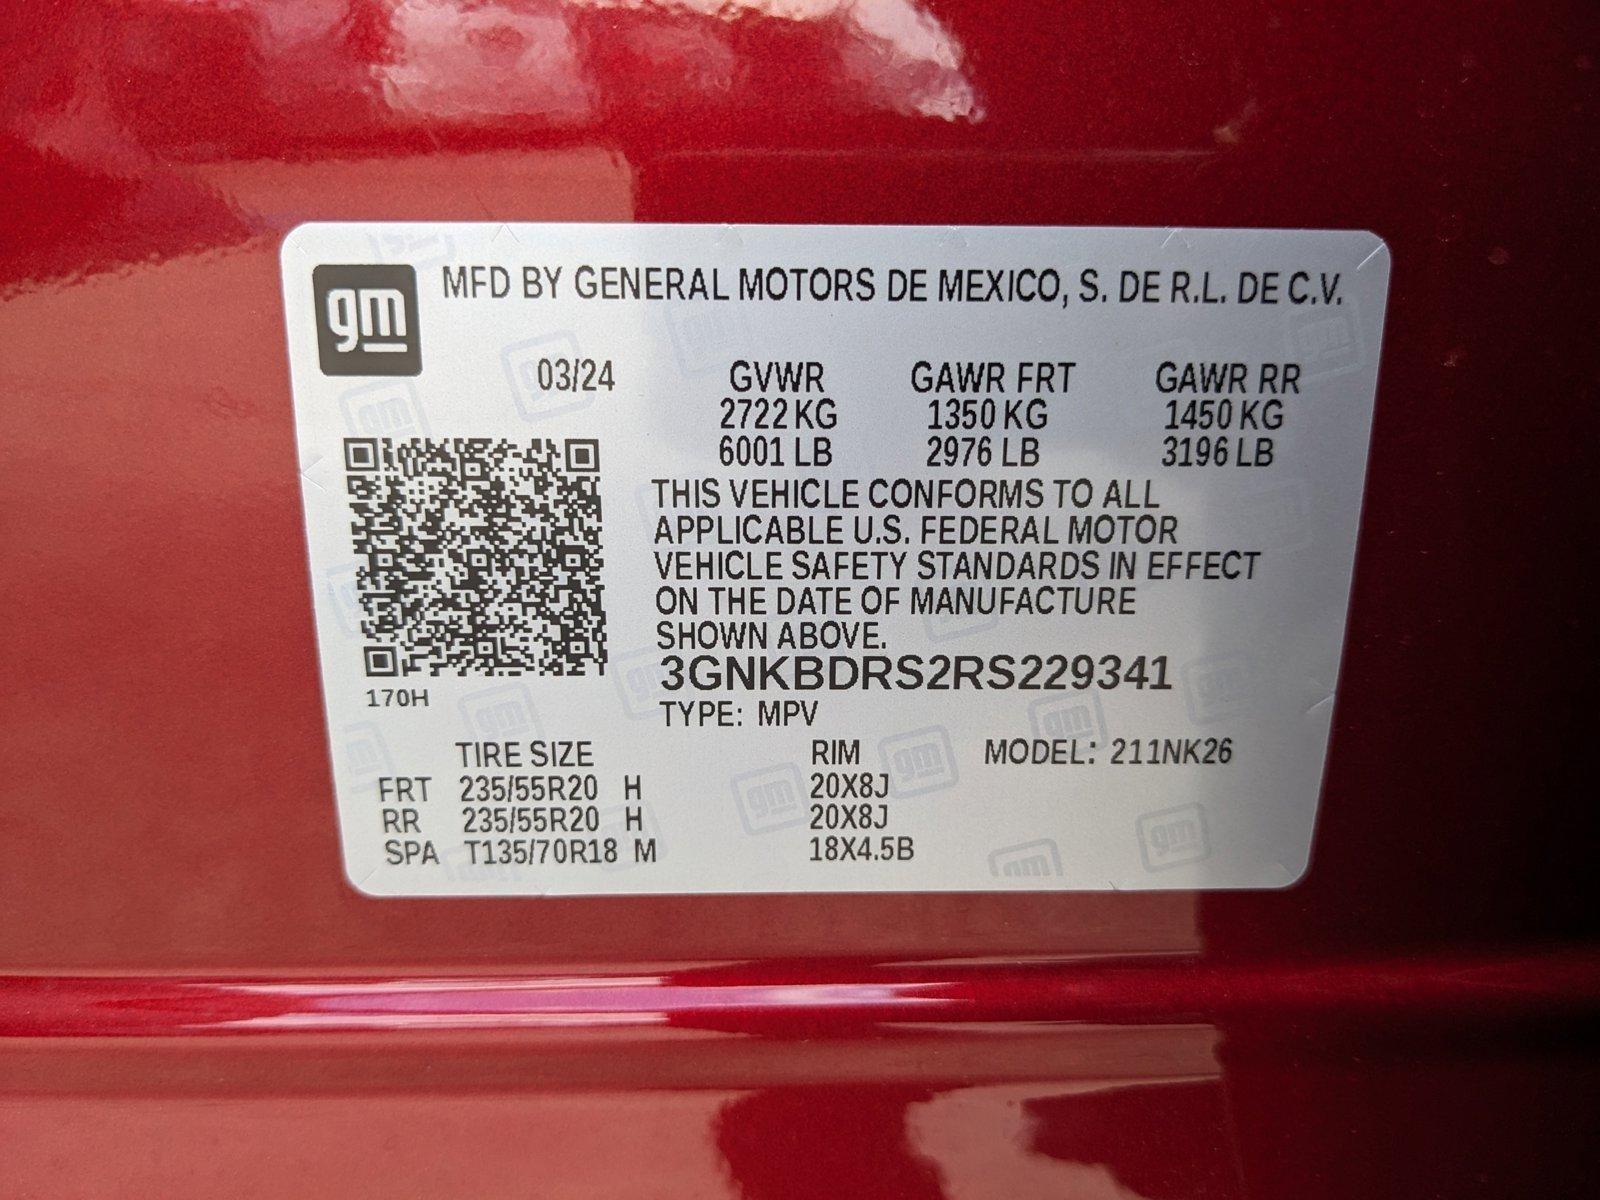 gm MFD BY GENERAL MOTORS DE MEXICO, S. DE R.L. DE C.V.
03/24 GVWR GAWR FRT GAWR RR
2722 KG 1350 KG 1450 KG
6001 LB 2976 LB 3196 LB
THIS VEHICLE CONFORMS TO ALL
APPLICABLE U.S. FEDERAL MOTOR
VEHICLE SAFETY STANDARDS IN EFFECT
ON THE DATE OF MANUFACTURE
SHOWN ABOVE.
3GNKBDRS2RS229341
170H
TYPE: MPV
TIRE SIZE RIM MODEL: 211NK26
FRT 235/55R20 H 20X8J
RR 235/55R20 H 20X8J
SPA T135/70R18 M 18X4.5B